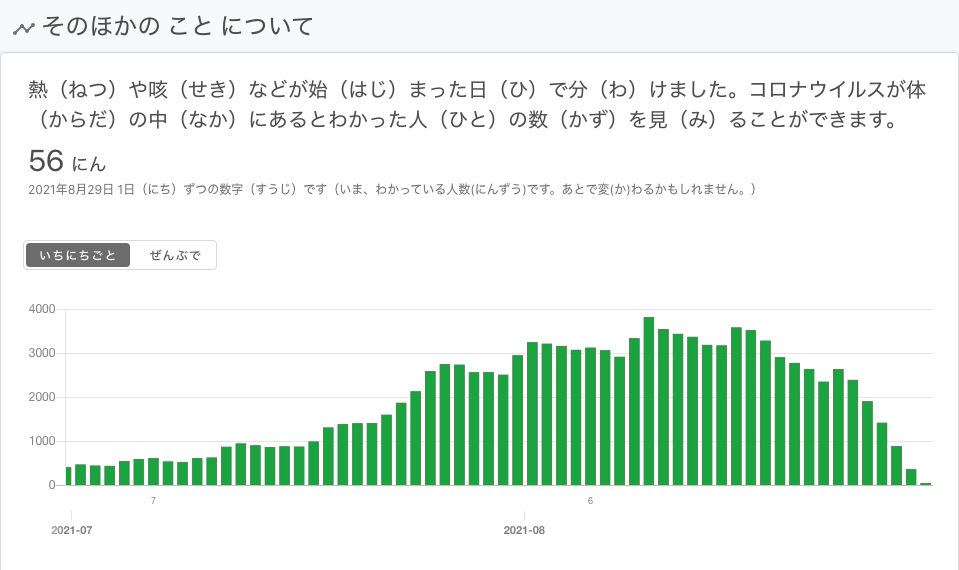 そのほかの こと について
熱（ねつ）や咳（せき）などが始（はじ）まった日（ひ）で分（わ）けました。コロナウイルスが体
（からだ）の中（なか）にあるとわかった人（ひと）の数（かず）を見（み）ることができます。
56 にん
2021年8月29日 1日（にち）ずつの数字（すうじ）です（いま、わかっている人数(にんずう)です。あとで変(か)わるかもしれません。）
いちにちごと ぜんぶで
4000
3000
2000
1000
0
7 6
2021-07 2021-08